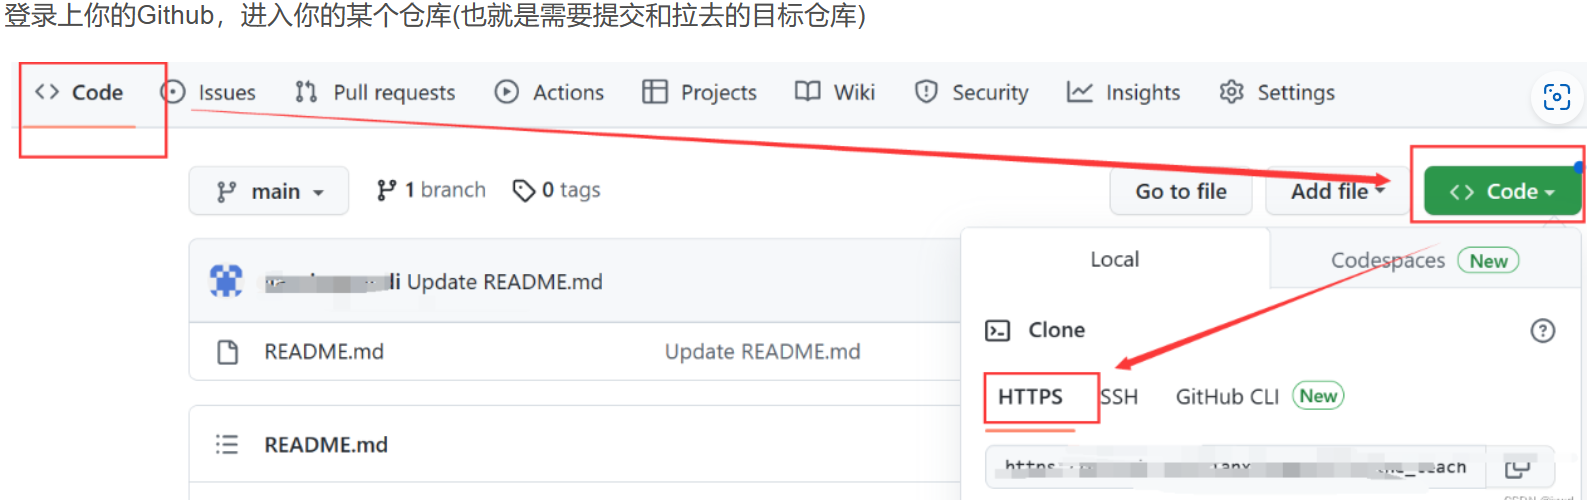 登录上你的Github，进入你的某个仓库(也就是需要提交和拉去的目标仓库)
Code Issues Pull requests Actions Projects Wiki Security Insights Settings
main 1 branch 0 tags Go to file Add file Code
Local Codespaces New
li Update README.md
Clone
README.md Update README.md
HTTPS SSH GitHub CLI New
README.md
https